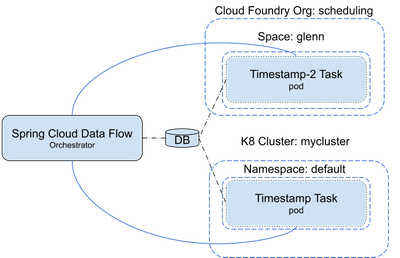 Cloud Foundry Org: scheduling
Space: glenn
Timestamp-2 Task
pod
Spring Cloud Data Flow
Orchestrator
DB
K8 Cluster: mycluster
Namespace: default
Timestamp Task
pod